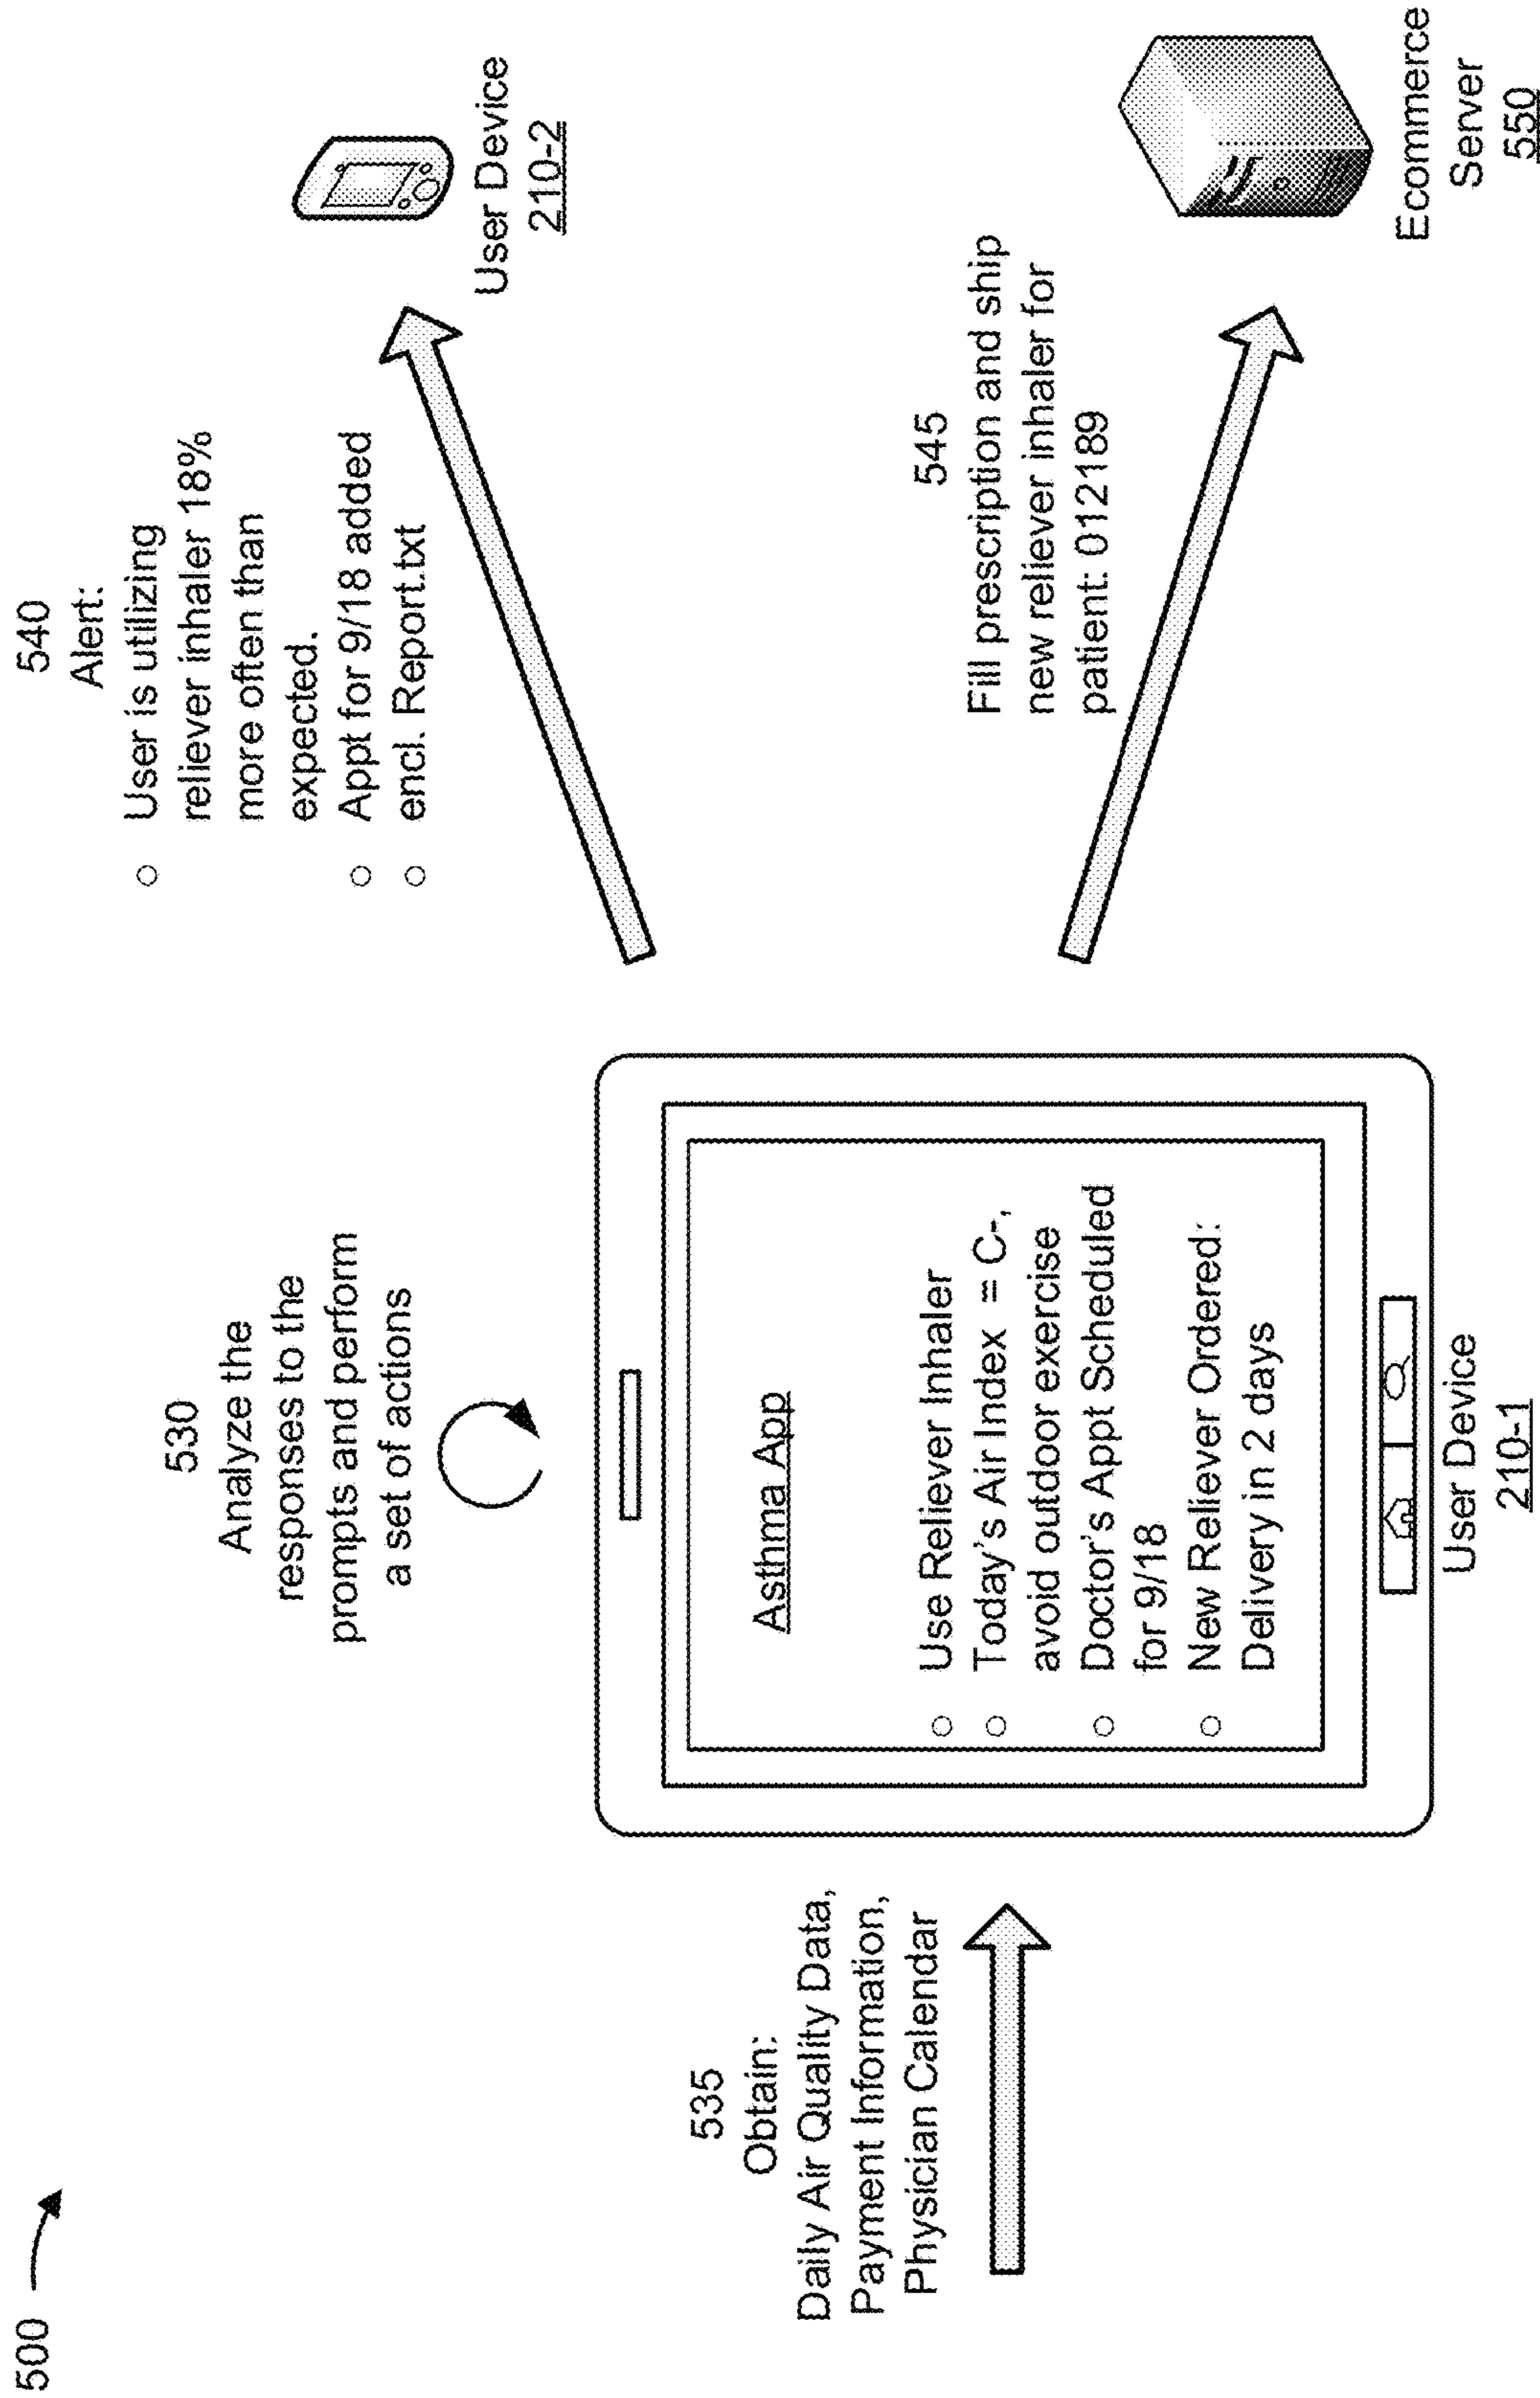 500
530
Analyze the
responses to the
prompts and perform
a set of actions
535
Obtain:
Daily Air Quality Data,
Payment Information,
Physician Calendar
Asthma App
○ Use Reliever Inhaler
○ Today's Air Index = C-,
avoid outdoor exercise
○ Doctor's Appt Scheduled
for 9/18
○ New Reliever Ordered:
Delivery in 2 days
User Device
210-1
540
Alert:
○ User is utilizing
reliever inhaler 18%
more often than
expected.
○ Appt for 9/18 added
○ encl. Report.txt
User Device
210-2
545
Fill prescription and ship
new reliever inhaler for
patient: 012189
Ecommerce
Server
550